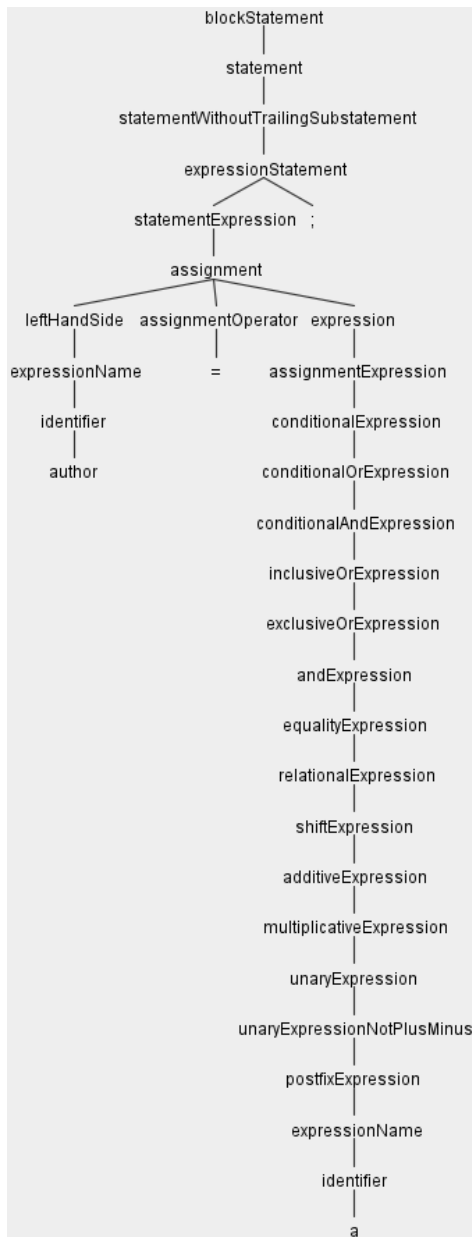 blockStatement
statement
statementWithoutTrailingSubstatement
expressionStatement
statementExpression ;
assignment
leftHandSide assignmentOperator expression
expressionName = assignmentExpression
identifier conditionalExpression
author conditionalOrExpression
conditionalAndExpression
inclusiveOrExpression
exclusiveOrExpression
andExpression
equalityExpression
relationalExpression
shiftExpression
additiveExpression
multiplicativeExpression
unaryExpression
unaryExpressionNotPlusMinus
postfixExpression
expressionName
identifier
a